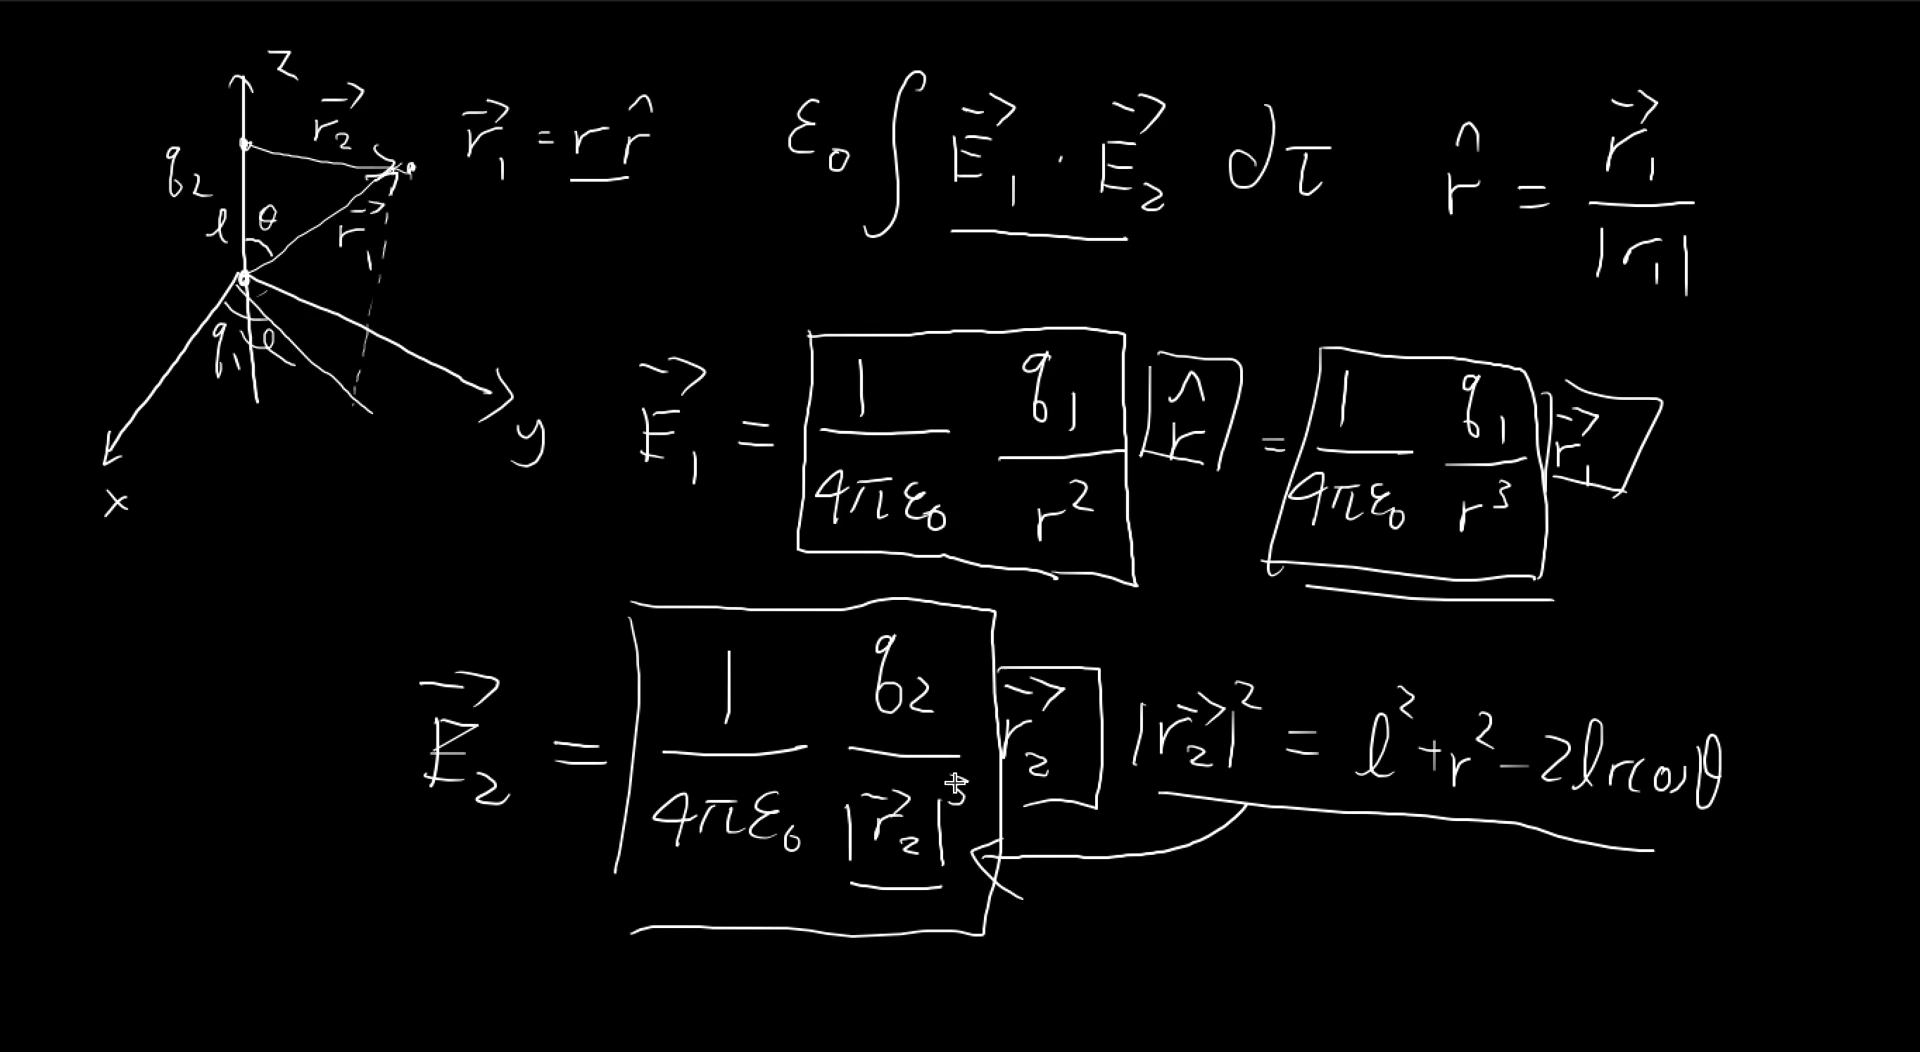 z
q₂ r⃗₂ r⃗₁ = r r̂ ε₀ ∫ E⃗₁ · E⃗₂ dτ r̂ = r⃗₁ / |r₁|
l θ r⃗₁
q₁ φ
x y
E⃗₁ = 1/(4πε₀) q₁/r² r̂ = 1/(4πε₀) q₁/r³ r⃗₁
E⃗₂ = 1/(4πε₀) q₂/|r⃗₂|³ r⃗₂ |r⃗₂|² = l² + r² − 2lr cosθ